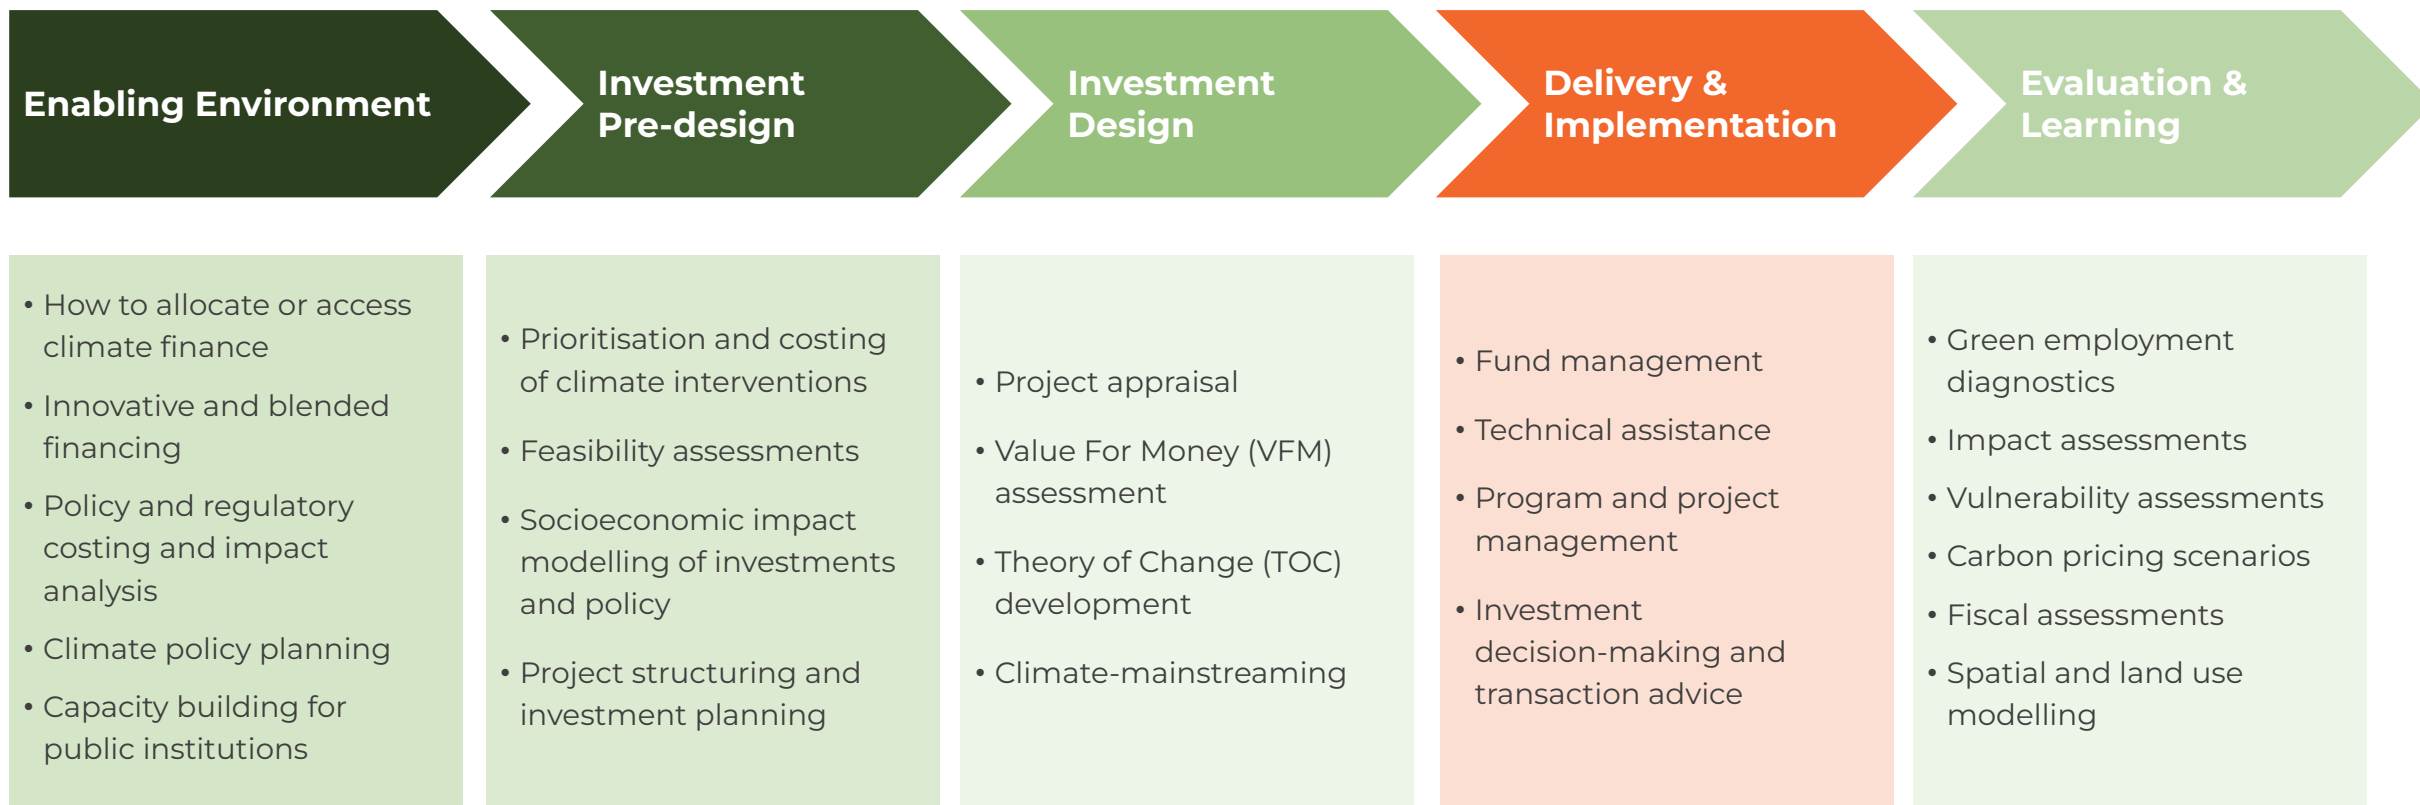 Enabling Environment
Investment
Pre-design
Investment
Design
Delivery &
Implementation
Evaluation &
Learning
• How to allocate or access
climate finance
• Innovative and blended
financing
• Policy and regulatory
costing and impact
analysis
• Climate policy planning
• Capacity building for
public institutions
• Prioritisation and costing
of climate interventions
• Feasibility assessments
• Socioeconomic impact
modelling of investments
and policy
• Project structuring and
investment planning
• Project appraisal
• Value For Money (VFM)
assessment
• Theory of Change (TOC)
development
• Climate-mainstreaming
• Fund management
• Technical assistance
• Program and project
management
• Investment
decision-making and
transaction advice
• Green employment
diagnostics
• Impact assessments
• Vulnerability assessments
• Carbon pricing scenarios
• Fiscal assessments
• Spatial and land use
modelling